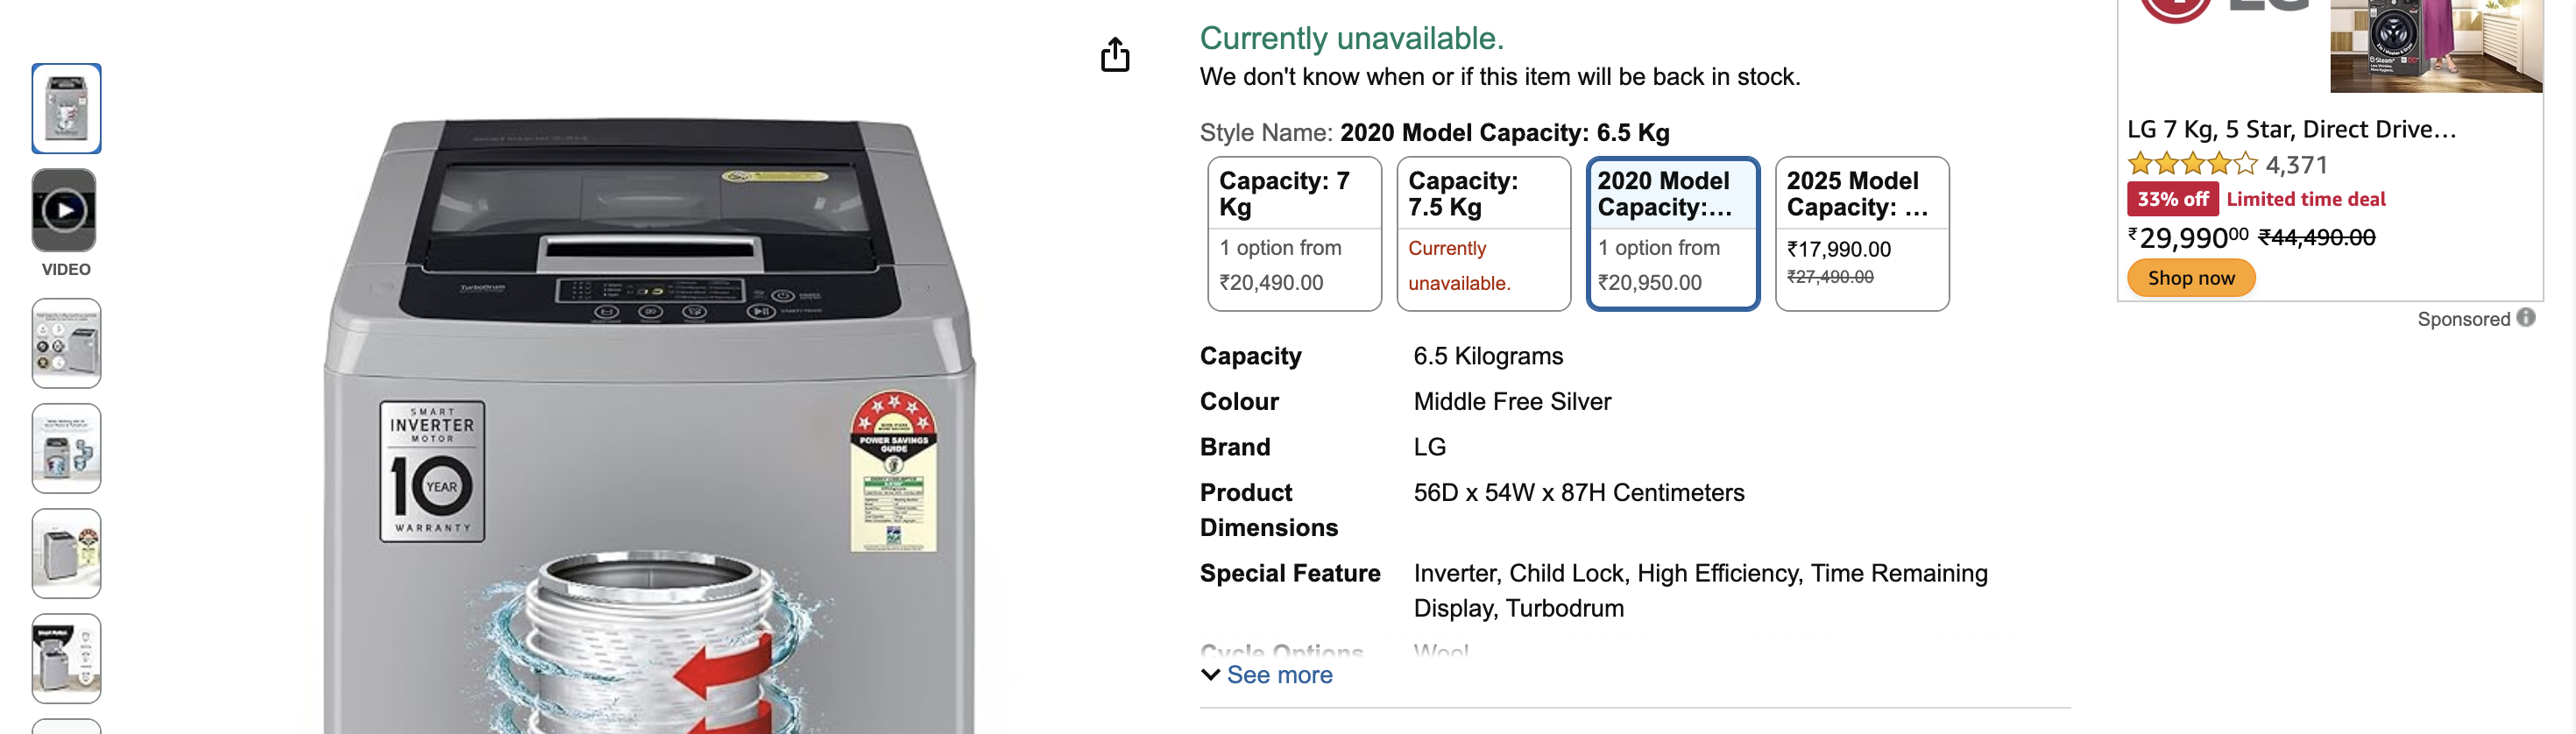 Currently unavailable.
We don't know when or if this item will be back in stock.
Style Name: 2020 Model Capacity: 6.5 Kg
Capacity: 7
Kg
1 option from
₹20,490.00
Capacity:
7.5 Kg
Currently
unavailable.
2020 Model
Capacity:...
1 option from
₹20,950.00
2025 Model
Capacity: ...
₹17,990.00
₹27,490.00
Capacity 6.5 Kilograms
Colour Middle Free Silver
Brand LG
Product 56D x 54W x 87H Centimeters
Dimensions
Special Feature Inverter, Child Lock, High Efficiency, Time Remaining
Display, Turbodrum
Cycle Options Wool
See more
VIDEO
TurboDrum
SMART
INVERTER
MOTOR
10
YEAR
WARRANTY
POWER SAVINGS
GUIDE
LG
LG 7 Kg, 5 Star, Direct Drive...
4,371
33% off Limited time deal
₹29,99000 ₹44,490.00
Shop now
Sponsored